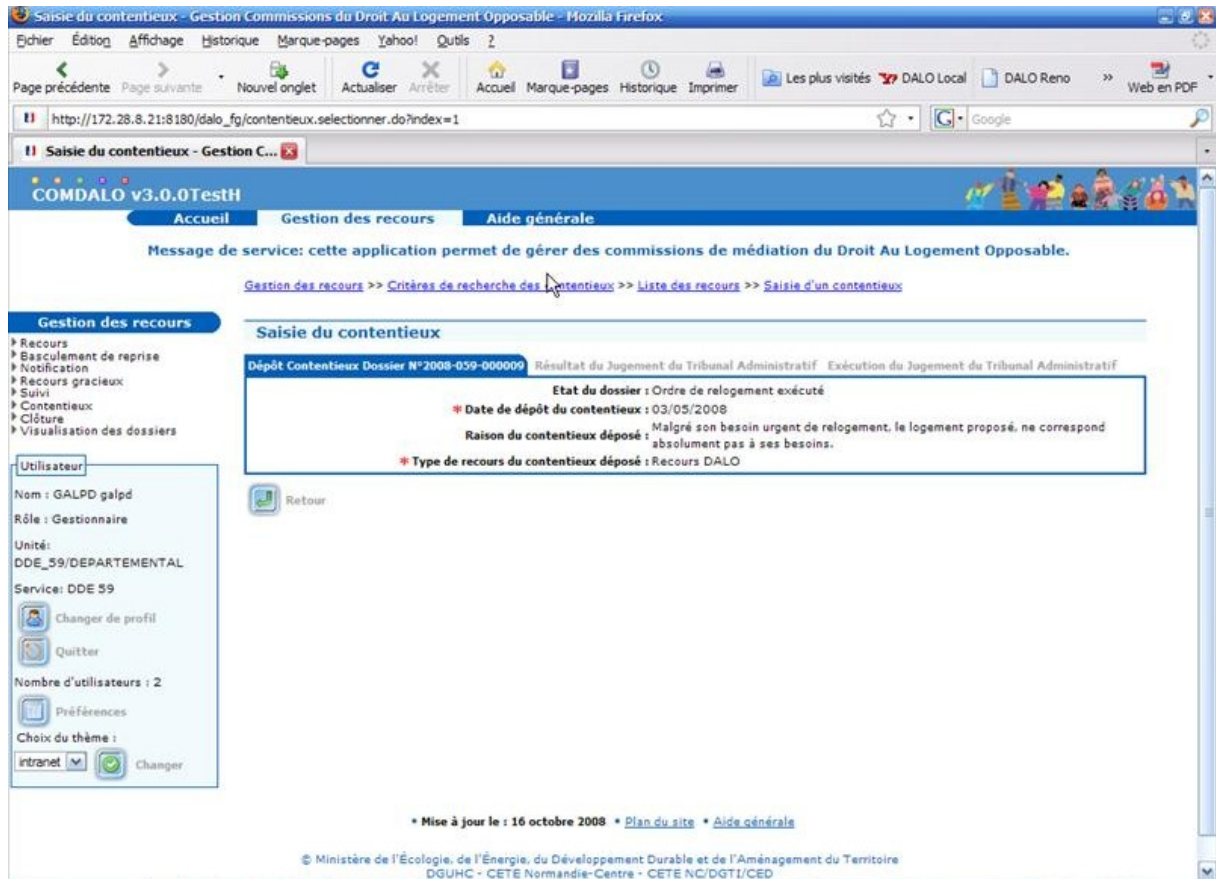 Saisie du contentieux - Gestion Commissions du Droit Au Logement Opposable - Mozilla Firefox
Fichier Édition Affichage Historique Marque-pages Yahoo! Outils ?
Page précédente Page suivante Nouvel onglet Actualiser Arrêter Accueil Marque-pages Historique Imprimer Les plus visités DALO Local DALO Reno » Web en PDF
http://172.28.8.21:8180/dalo_fg/contentieux.selectionner.do?index=1 Google
Saisie du contentieux - Gestion C...
COMDALO v3.0.0TestH
Accueil Gestion des recours Aide générale
Message de service: cette application permet de gérer des commissions de médiation du Droit Au Logement Opposable.
Gestion des recours >> Critères de recherche des contentieux >> Liste des recours >> Saisie d'un contentieux
Gestion des recours
Recours
Basculement de reprise
Notification
Recours gracieux
Suivi
Contentieux
Clôture
Visualisation des dossiers
Utilisateur
Nom : GALPD galpd
Rôle : Gestionnaire
Unité:
DDE_59/DEPARTEMENTAL
Service: DDE 59
Changer de profil
Quitter
Nombre d'utilisateurs : 2
Préférences
Choix du thème :
intranet Changer
Saisie du contentieux
Dépôt Contentieux Dossier N°2008-059-000009 Résultat du Jugement du Tribunal Administratif Exécution du Jugement du Tribunal Administratif
Etat du dossier : Ordre de relogement exécuté
* Date de dépôt du contentieux : 03/05/2008
Raison du contentieux déposé : Malgré son besoin urgent de relogement, le logement proposé, ne correspond
absolument pas à ses besoins.
* Type de recours du contentieux déposé : Recours DALO
Retour
• Mise à jour le : 16 octobre 2008 • Plan du site • Aide générale
© Ministère de l'Écologie, de l'Énergie, du Développement Durable et de l'Aménagement du Territoire
DGUHC - CETE Normandie-Centre - CETE NC/DGTI/CED